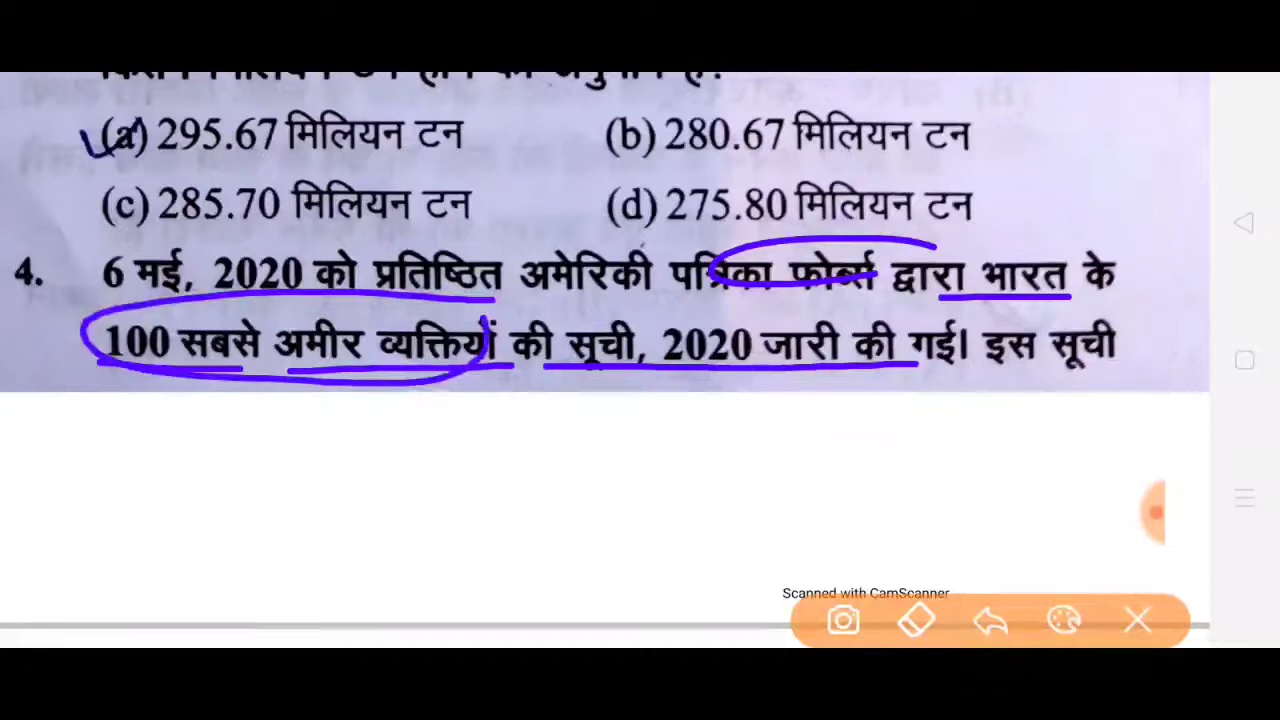 (a) 295.67 मिलियन टन (b) 280.67 मिलियन टन
(c) 285.70 मिलियन टन (d) 275.80 मिलियन टन
4. 6 मई, 2020 को प्रतिष्ठित अमेरिकी पत्रिका फोर्ब्स द्वारा भारत के
100 सबसे अमीर व्यक्तियों की सूची, 2020 जारी की गई। इस सूची
Scanned with CamScanner